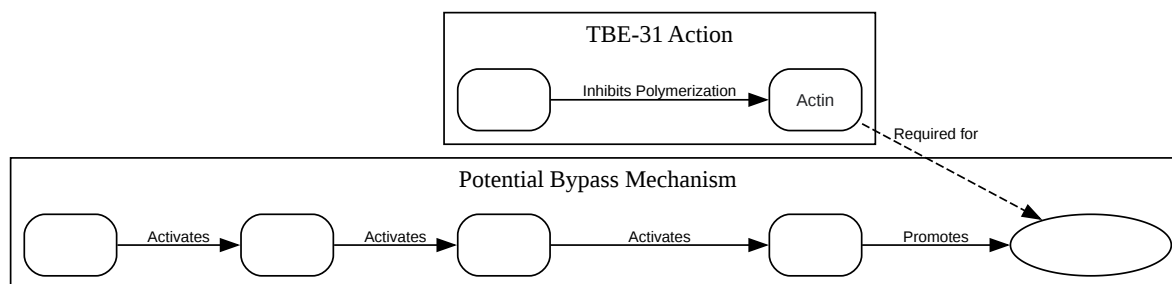 TBE-31 Action
Inhibits Polymerization
Actin
Required for
Potential Bypass Mechanism
Activates
Activates
Activates
Promotes